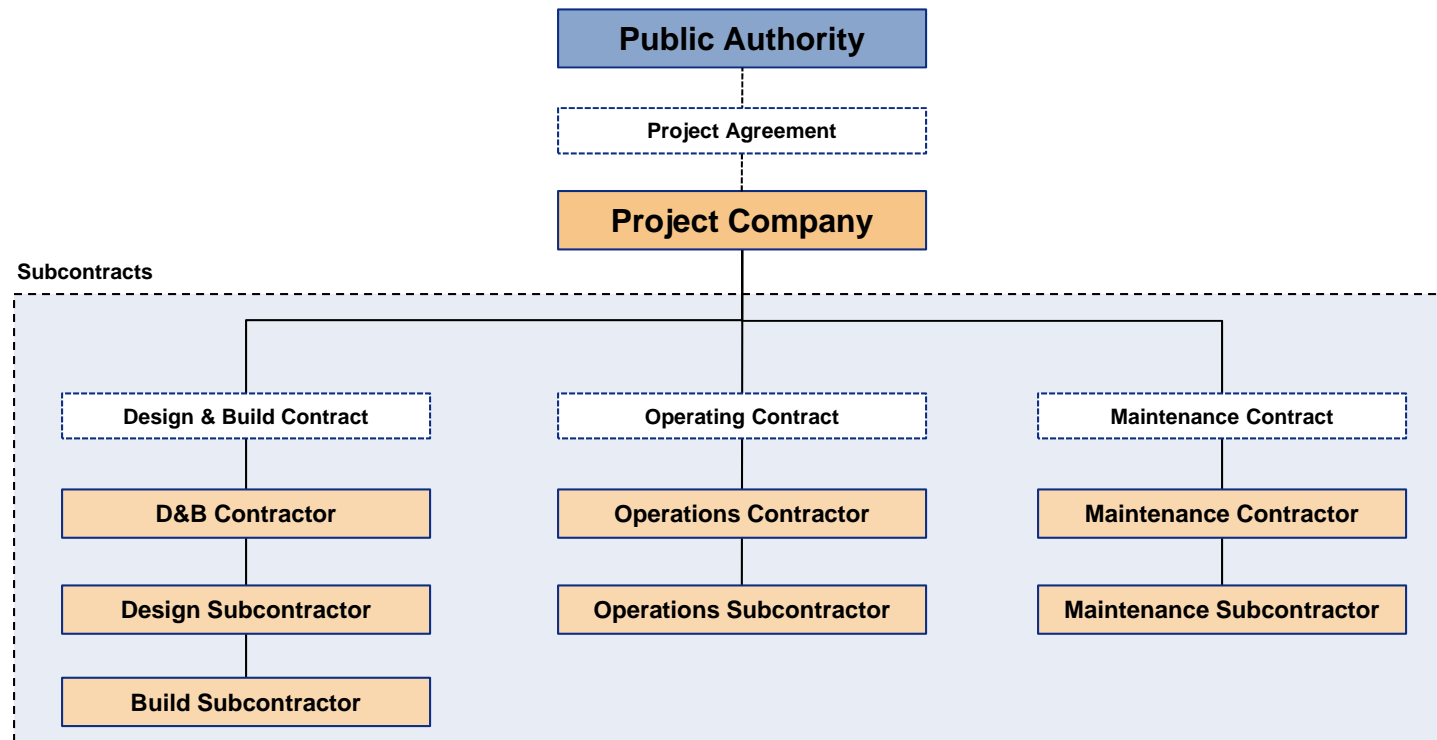 Public Authority
Project Agreement
Project Company
Subcontracts
Design & Build Contract
Operating Contract
Maintenance Contract
D&B Contractor
Operations Contractor
Maintenance Contractor
Design Subcontractor
Operations Subcontractor
Maintenance Subcontractor
Build Subcontractor